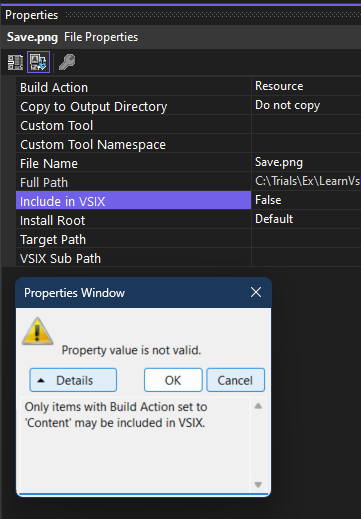 Properties
Save.png File Properties
Build Action Resource
Copy to Output Directory Do not copy
Custom Tool
Custom Tool Namespace
File Name Save.png
Full Path C:\Trials\Ex\LearnVs
Include in VSIX False
Install Root Default
Target Path
VSIX Sub Path
Properties Window
Property value is not valid.
Details OK Cancel
Only items with Build Action set to
'Content' may be included in VSIX.